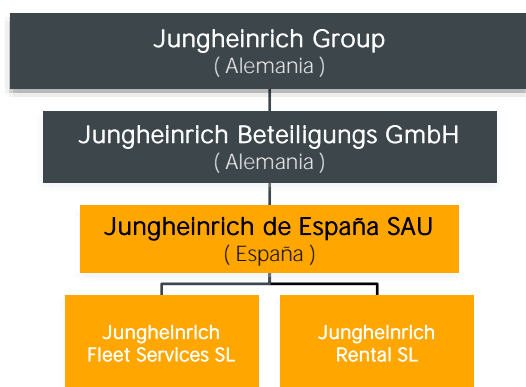 Jungheinrich Group
( Alemania )
Jungheinrich Beteiligungs GmbH
( Alemania )
Jungheinrich de España SAU
( España )
Jungheinrich
Fleet Services SL
Jungheinrich
Rental SL